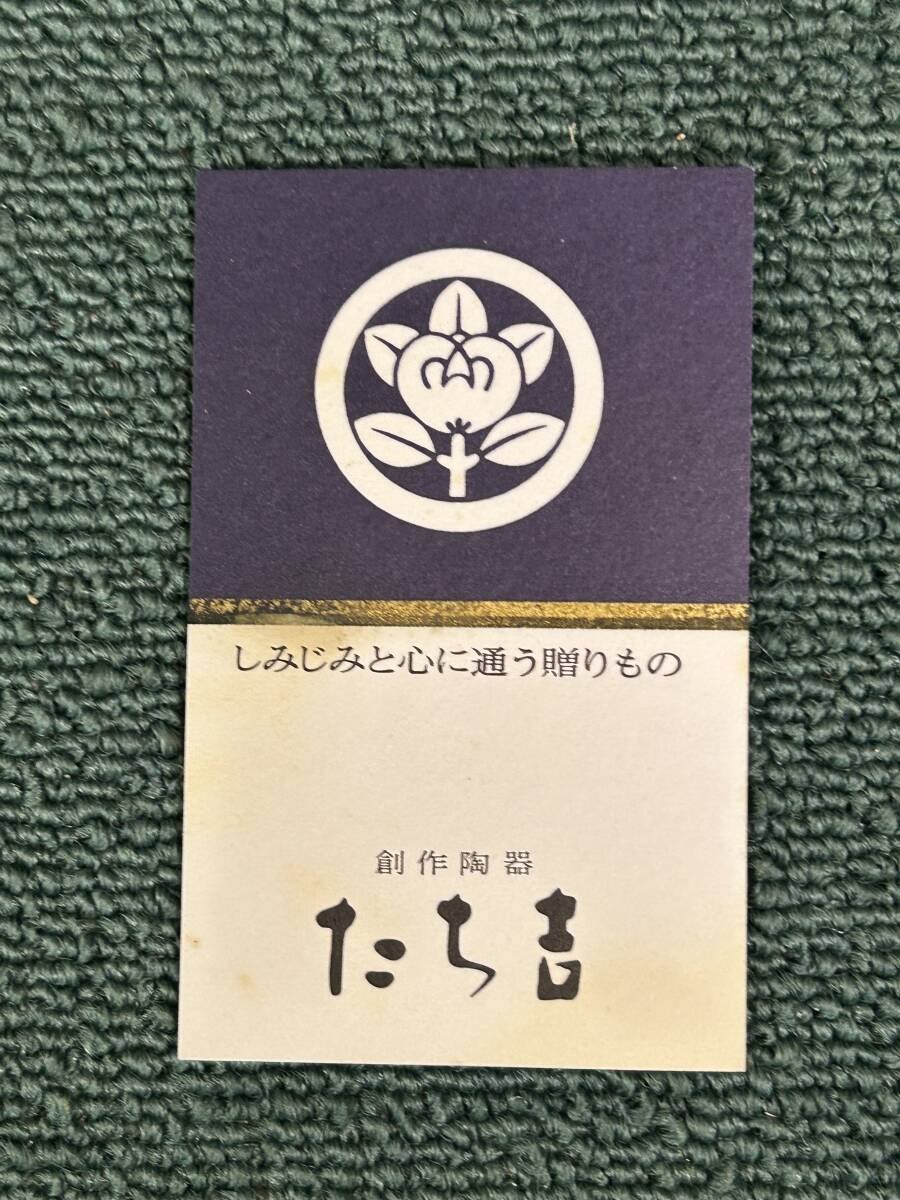 しみじみと心に通う贈りもの
創作陶器
たち吉